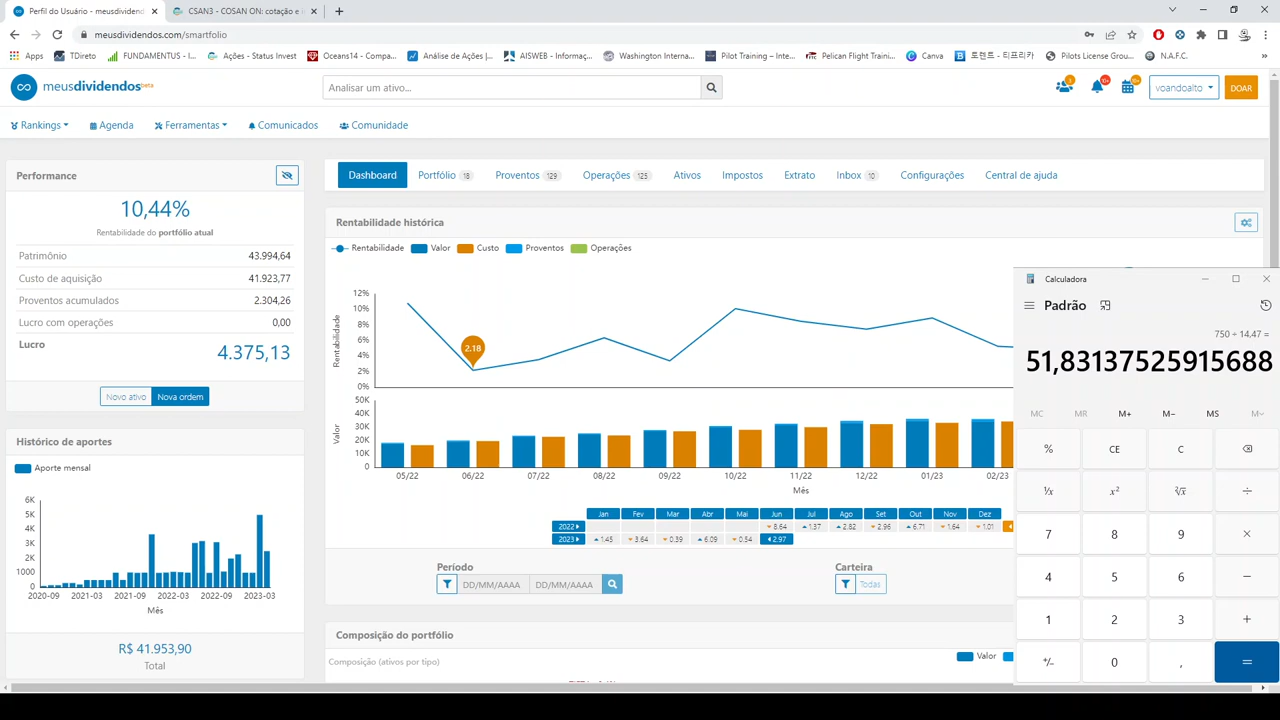 Perfil do Usuário - meusdividend
CSAN3 - COSAN ON: cotação e i
meusdividendos.com/smartfolio
Apps
TDireto
FUNDAMENTUS - I...
Ações - Status Invest
Oceans14 - Compa...
Análise de Ações |...
AISWEB - Informaç...
Washington Interna...
Pilot Training – Inte...
Pelican Flight Traini...
Canva
토렌트 - 티프리카
Pilots License Grou...
N.A.F.C.
meusdividendos beta
Analisar um ativo...
3
10+
10+
voandoalto
DOAR
Rankings
Agenda
Ferramentas
Comunicados
Comunidade
Performance
10,44%
Rentabilidade do portfólio atual
Patrimônio 43.994,64
Custo de aquisição 41.923,77
Proventos acumulados 2.304,26
Lucro com operações 0,00
Lucro 4.375,13
Novo ativo Nova ordem
Histórico de aportes
Aporte mensal
6K
5K
4K
3K
2K
1000
0
2020-09 2021-03 2021-09 2022-03 2022-09 2023-03
Mês
R$ 41.953,90
Total
Dashboard Portfólio 18 Proventos 129 Operações 125 Ativos Impostos Extrato Inbox 10 Configurações Central de ajuda
Rentabilidade histórica
Rentabilidade Valor Custo Proventos Operações
Rentabilidade
12%
10%
8%
6%
4%
2%
0%
2.18
Valor
50K
40K
30K
20K
10K
0
05/22 06/22 07/22 08/22 09/22 10/22 11/22 12/22 01/23 02/23
Mês
Jan Fev Mar Abr Mai Jun Jul Ago Set Out Nov Dez
2022 8.64 1.37 2.82 2.96 6.71 1.64 1.01
2023 1.45 3.64 0.39 6.09 0.54 2.97
Período
DD/MM/AAAA DD/MM/AAAA
Carteira
Todas
Composição do portfólio
Composição (ativos por tipo)
Valor
Calculadora
Padrão
750 ÷ 14,47 =
51,83137525915688
MC MR M+ M− MS M˅
% CE C
¹/x x² ²√x ÷
7 8 9 ×
4 5 6 −
1 2 3 +
+/− 0 , =